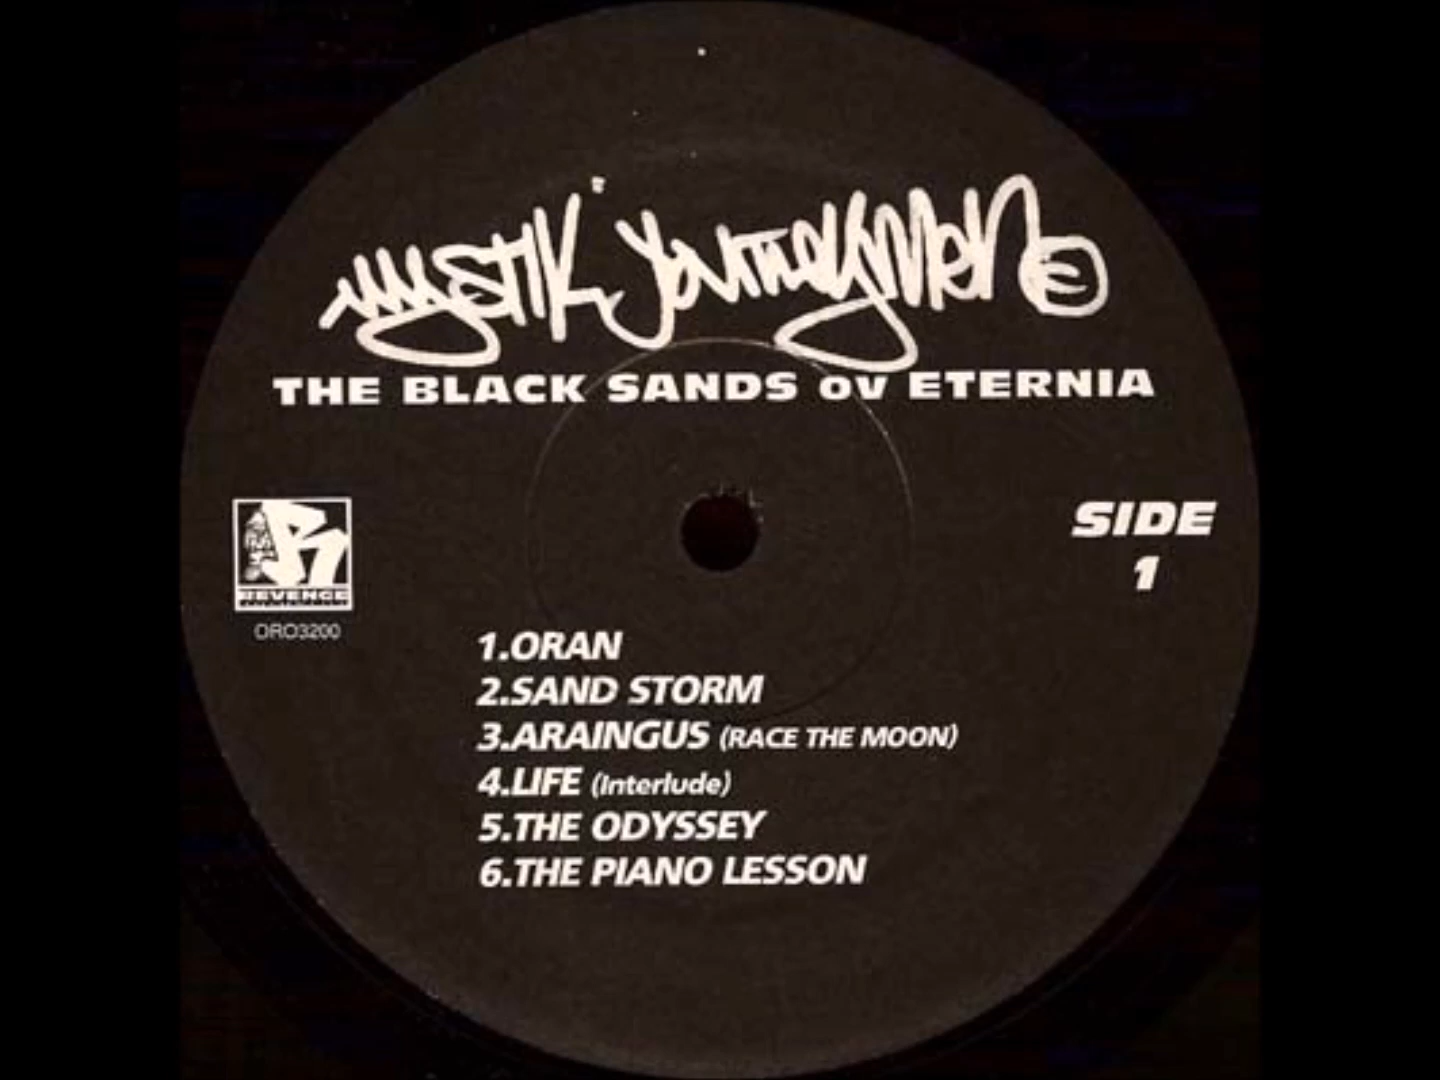 mystik journeymen
THE BLACK SANDS OV ETERNIA
R
REVENGE
ORO3200
SIDE
1
1.ORAN
2.SAND STORM
3.ARAINGUS (RACE THE MOON)
4.LIFE (Interlude)
5.THE ODYSSEY
6.THE PIANO LESSON